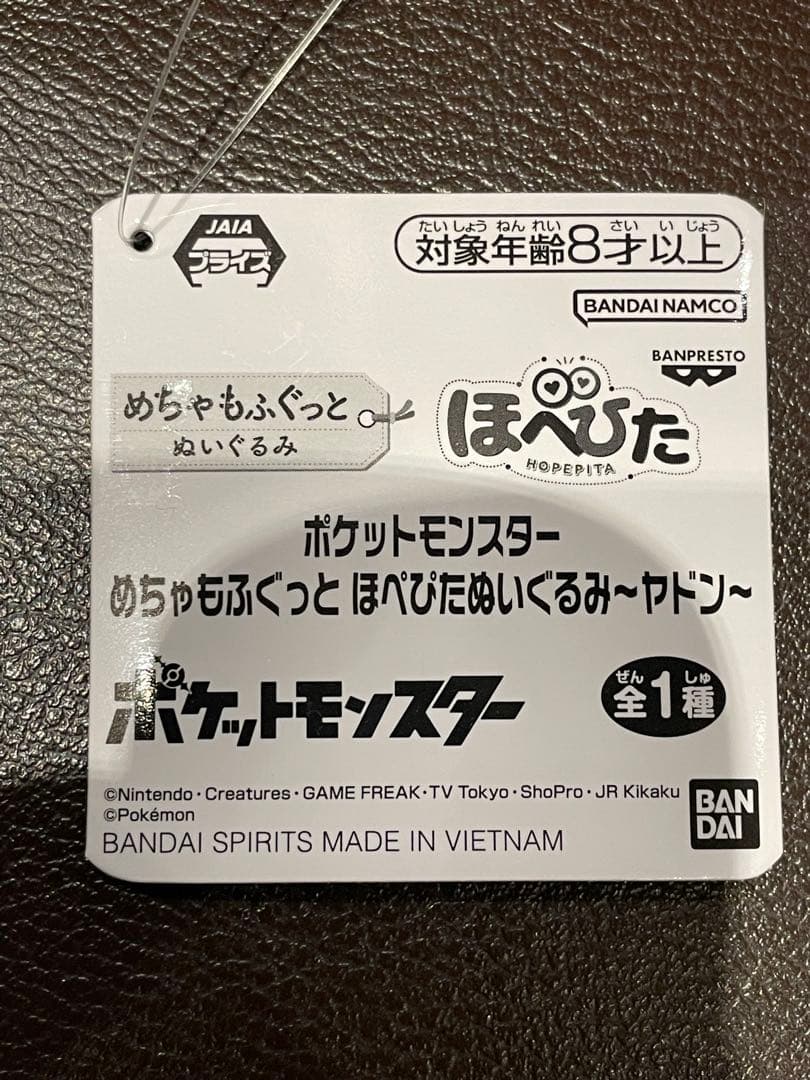 JAIA
プライズ
たいしょうねんれい さいいじょう
対象年齢8才以上
BANDAI NAMCO
BANPRESTO
めちゃもふぐっと
ぬいぐるみ
ほぺぴた
HOPEPITA
ポケットモンスター
めちゃもふぐっと ほぺぴたぬいぐるみ～ヤドン～
ポケットモンスター
ぜん しゅ
全1種
©Nintendo・Creatures・GAME FREAK・TV Tokyo・ShoPro・JR Kikaku
©Pokémon
BANDAI SPIRITS MADE IN VIETNAM
BAN
DAI